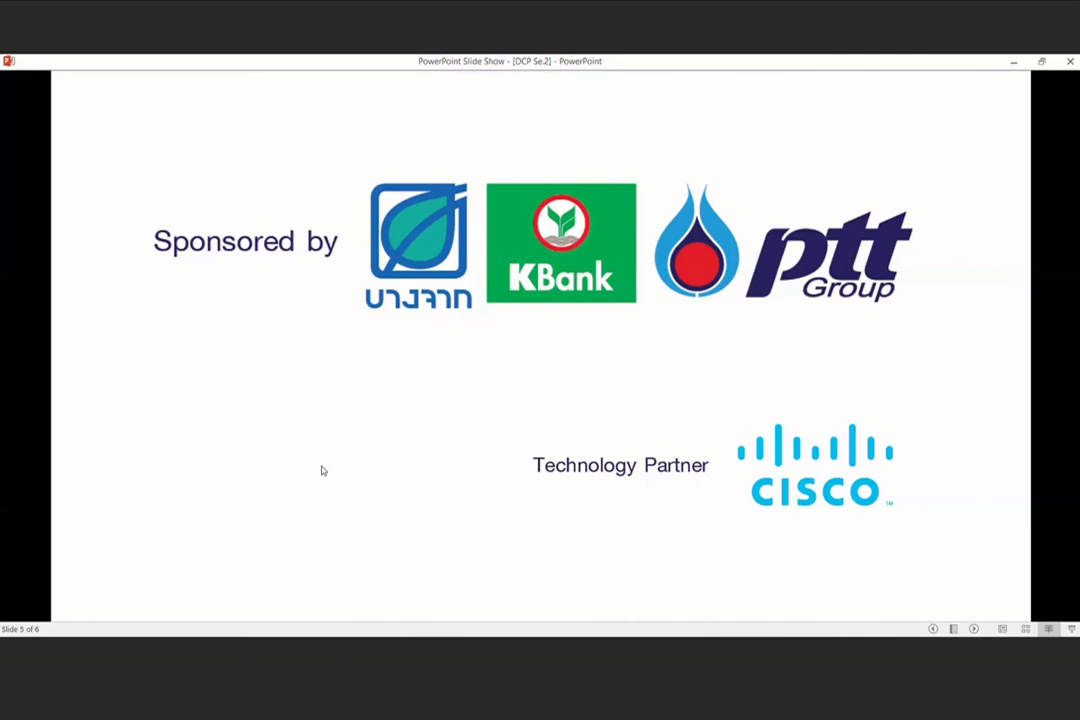 PowerPoint Slide Show - [DCP Se.2] - PowerPoint
Sponsored by
บางจาก
KBank
ptt
Group
Technology Partner
CISCO
TM
Slide 5 of 6